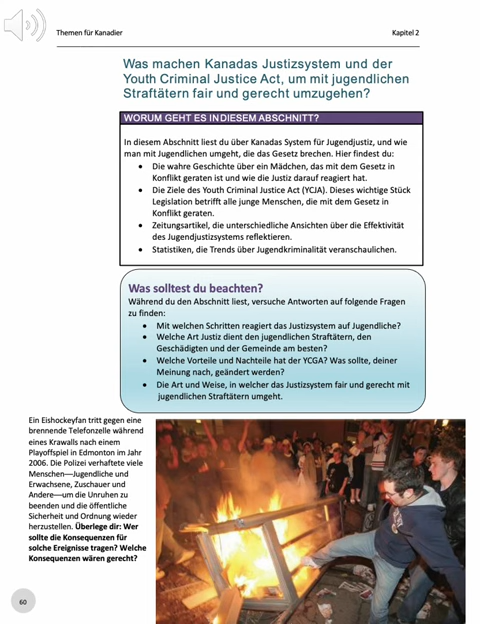 Themen für Kanadier
Kapitel 2
Was machen Kanadas Justizsystem und der
Youth Criminal Justice Act, um mit jugendlichen
Straftätern fair und gerecht umzugehen?
WORUM GEHT ES IN DIESEM ABSCHNITT?
In diesem Abschnitt liest du über Kanadas System für Jugendjustiz, und wie
man mit Jugendlichen umgeht, die das Gesetz brechen. Hier findest du:
• Die wahre Geschichte über ein Mädchen, das mit dem Gesetz in
Konflikt geraten ist und wie die Justiz darauf reagiert hat.
• Die Ziele des Youth Criminal Justice Act (YCJA). Dieses wichtige Stück
Legislation betrifft alle junge Menschen, die mit dem Gesetz in
Konflikt geraten.
• Zeitungsartikel, die unterschiedliche Ansichten über die Effektivität
des Jugendjustizsystems reflektieren.
• Statistiken, die Trends über Jugendkriminalität veranschaulichen.
Was solltest du beachten?
Während du den Abschnitt liest, versuche Antworten auf folgende Fragen
zu finden:
• Mit welchen Schritten reagiert das Justizsystem auf Jugendliche?
• Welche Art Justiz dient den jugendlichen Straftätern, den
Geschädigten und der Gemeinde am besten?
• Welche Vorteile und Nachteile hat der YCGA? Was sollte, deiner
Meinung nach, geändert werden?
• Die Art und Weise, in welcher das Justizsystem fair und gerecht mit
jugendlichen Straftätern umgeht.
Ein Eishockeyfan tritt gegen eine
brennende Telefonzelle während
eines Krawalls nach einem
Playoffspiel in Edmonton im Jahr
2006. Die Polizei verhaftete viele
Menschen—Jugendliche und
Erwachsene, Zuschauer und
Andere—um die Unruhen zu
beenden und die öffentliche
Sicherheit und Ordnung wieder
herzustellen. Überlege dir: Wer
sollte die Konsequenzen für
solche Ereignisse tragen? Welche
Konsequenzen wären gerecht?
60